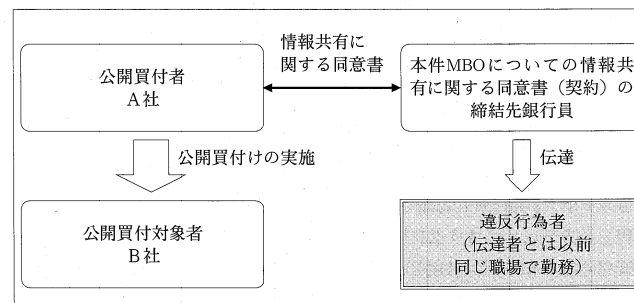 情報共有に
関する同意書
公開買付者
A社
本件MBOについての情報共
有に関する同意書（契約）の
締結先銀行員
公開買付けの実施
伝達
公開買付対象者
B社
違反行為者
（伝達者とは以前
同じ職場で勤務）